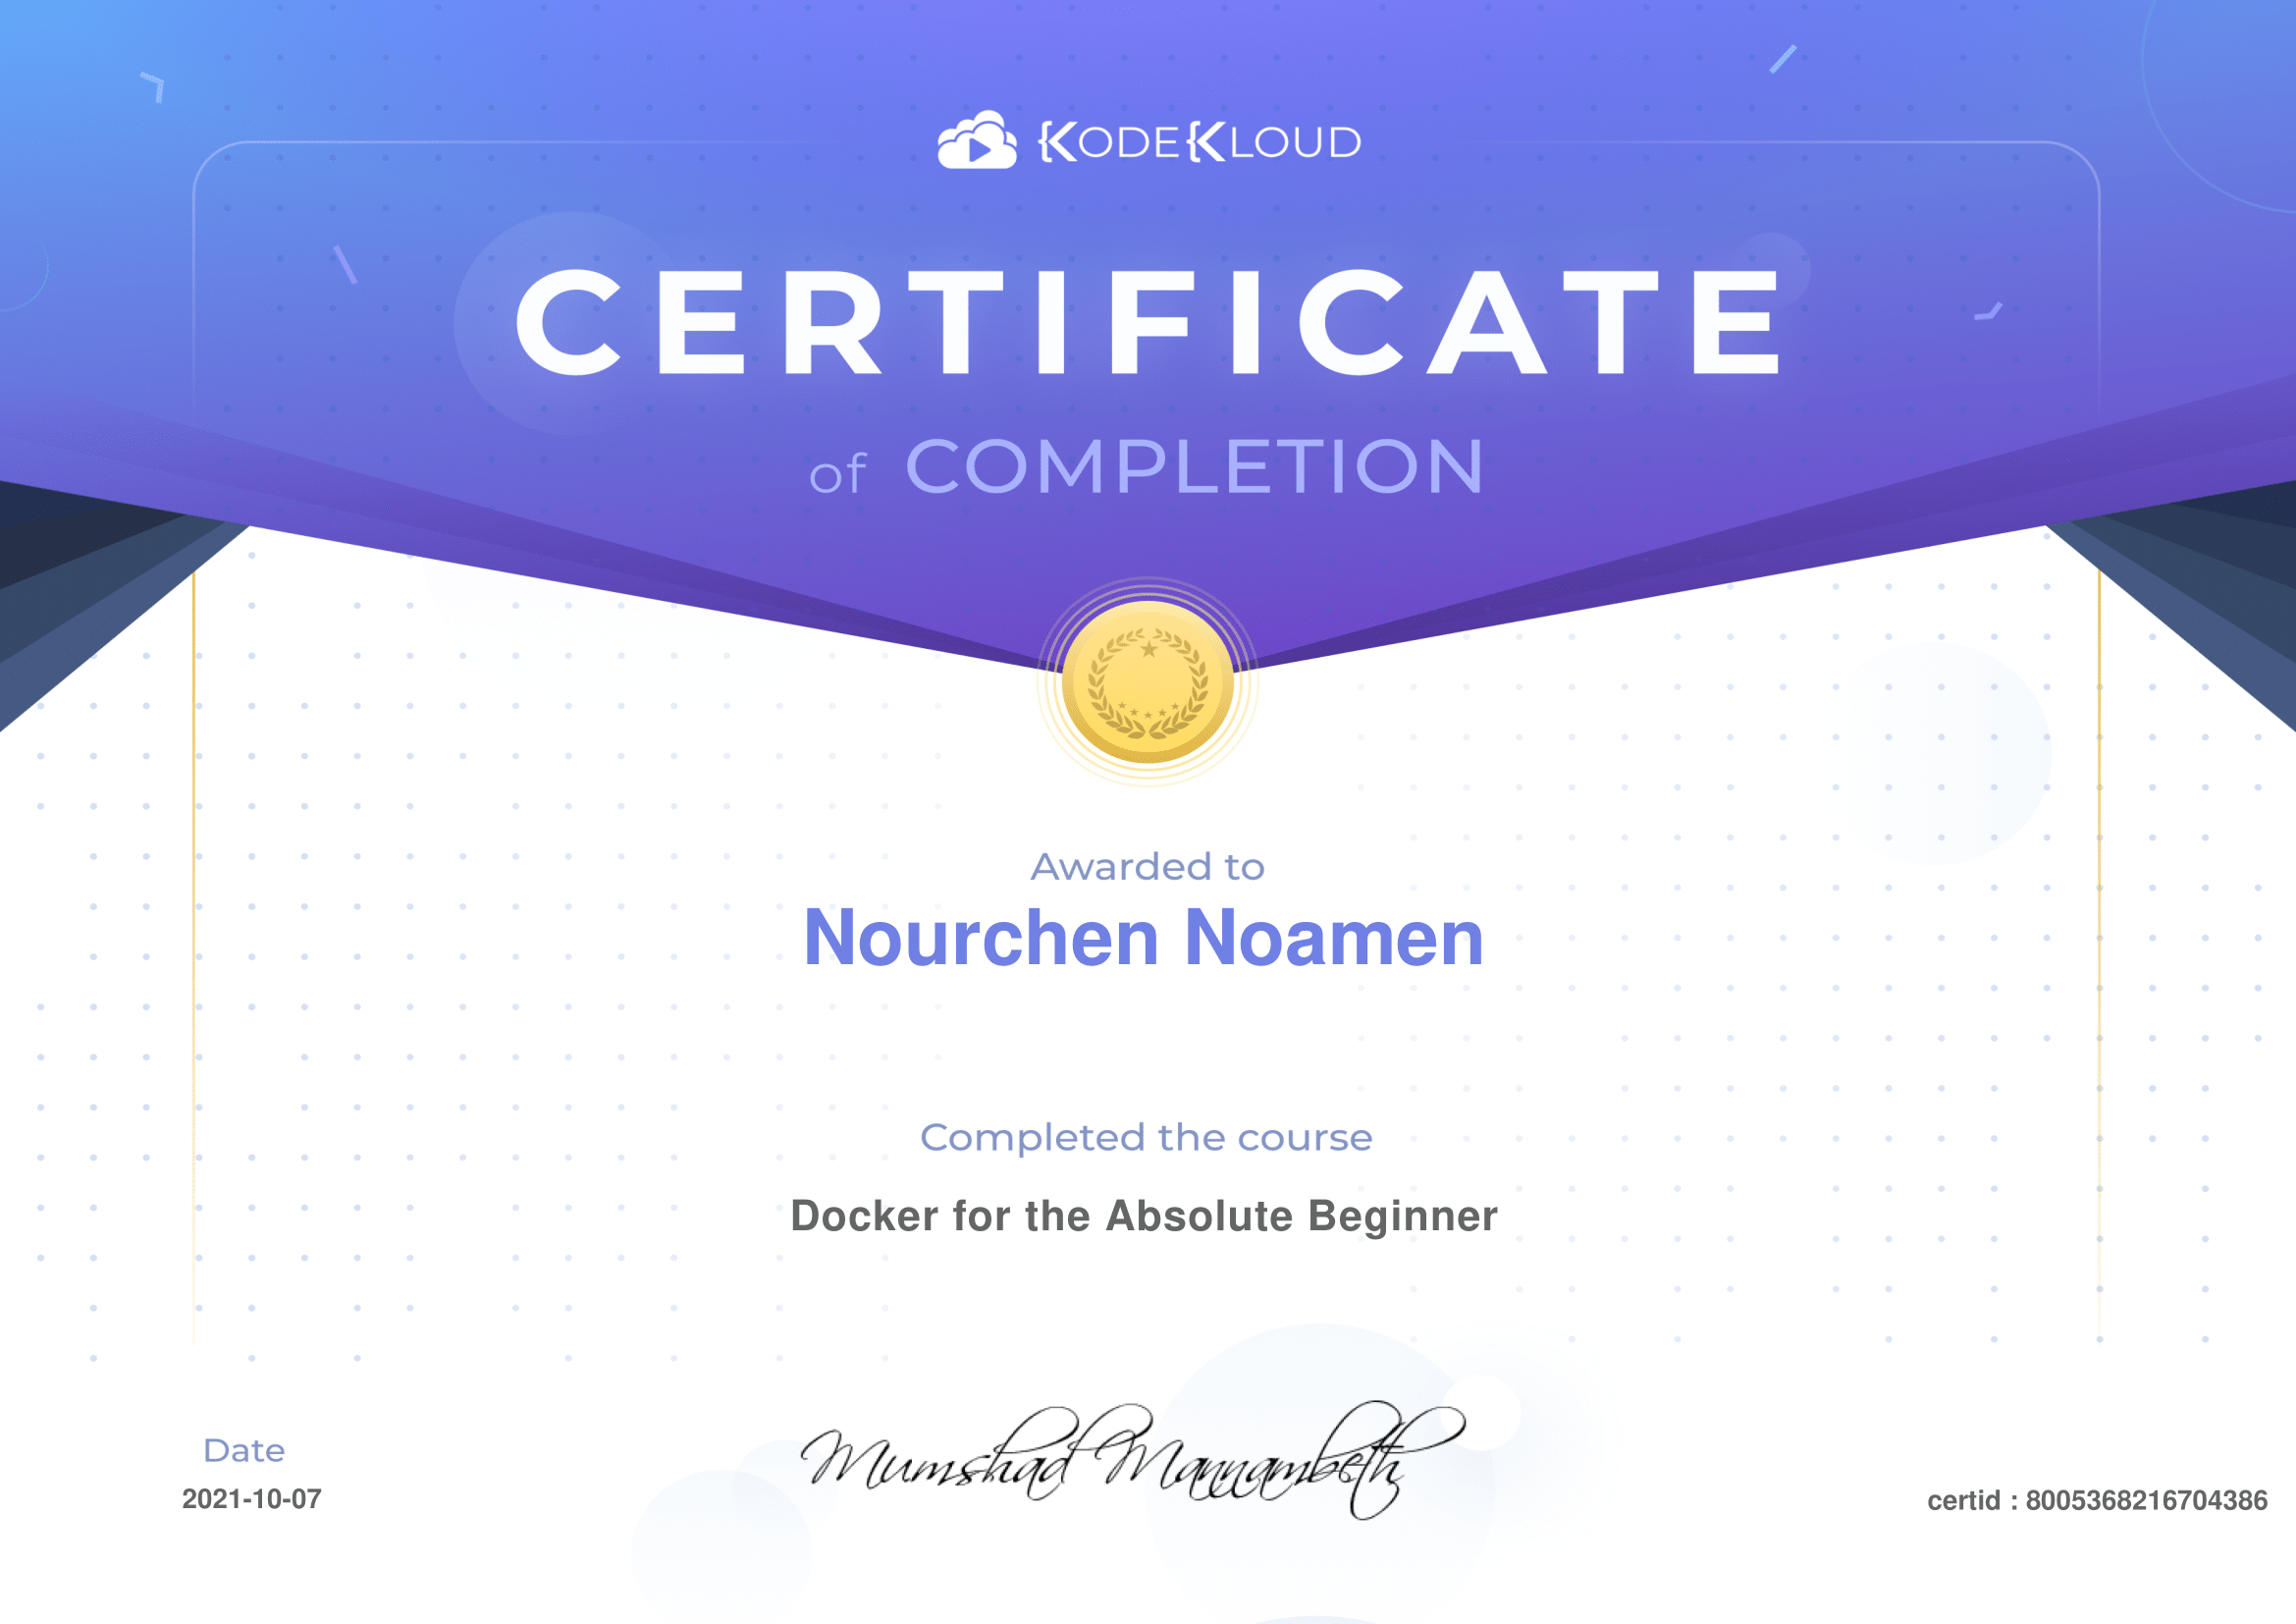 KODEKLOUD
CERTIFICATE
of COMPLETION
Awarded to
Nourchen Noamen
Completed the course
Docker for the Absolute Beginner
Mumshad Mannambeth
Date
2021-10-07
certid : 8005368216704386